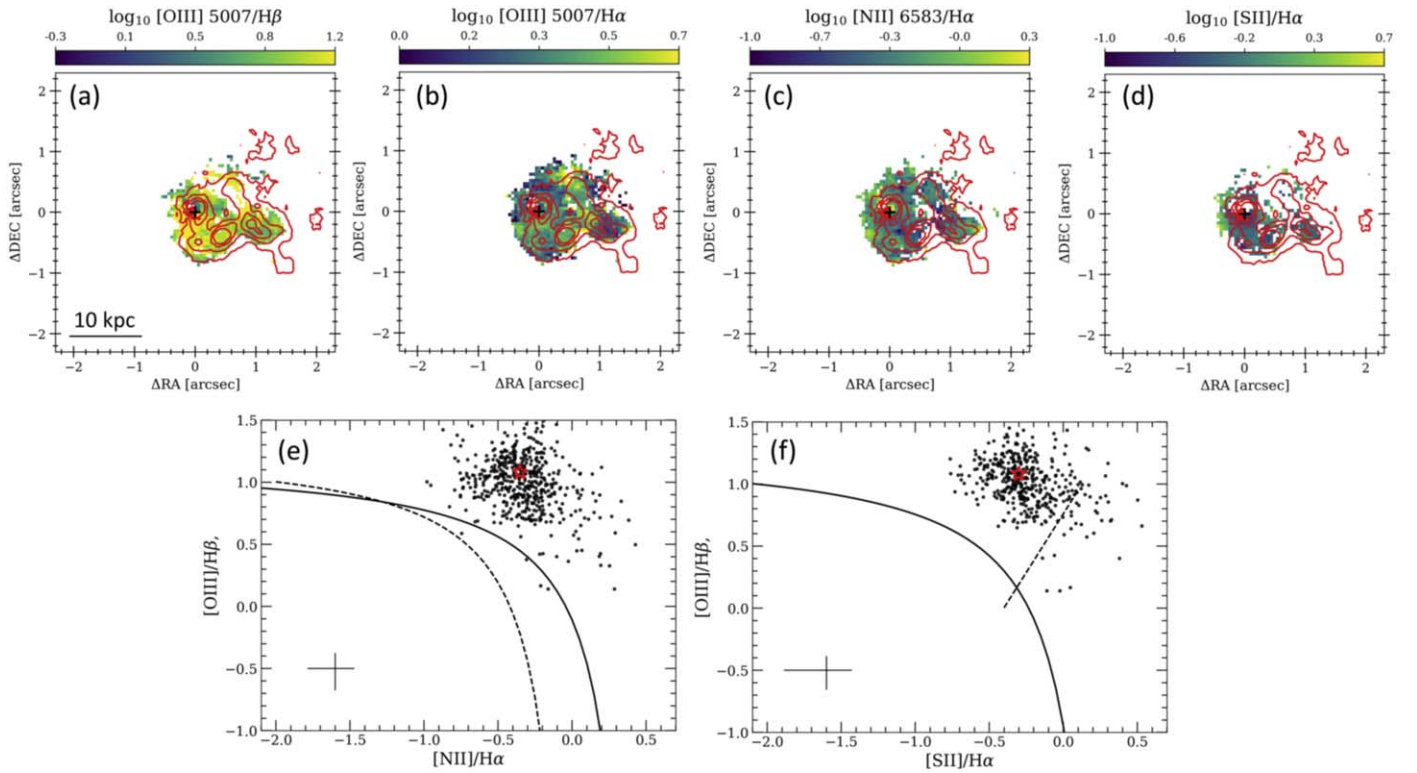 log₁₀ [OIII] 5007/Hβ
-0.3 0.1 0.5 0.8 1.2
(a)
2
1
0
−1
−2
ΔDEC [arcsec]
10 kpc
−2 −1 0 1 2
ΔRA [arcsec]
log₁₀ [OIII] 5007/Hα
0.0 0.2 0.3 0.5 0.7
(b)
2
1
0
−1
−2
ΔDEC [arcsec]
−2 −1 0 1 2
ΔRA [arcsec]
log₁₀ [NII] 6583/Hα
-1.0 -0.7 -0.3 -0.0 0.3
(c)
2
1
0
−1
−2
ΔDEC [arcsec]
−2 −1 0 1 2
ΔRA [arcsec]
log₁₀ [SII]/Hα
-1.0 -0.6 -0.2 0.3 0.7
(d)
2
1
0
−1
−2
ΔDEC [arcsec]
−2 −1 0 1 2
ΔRA [arcsec]
(e)
1.5
1.0
0.5
0.0
−0.5
−1.0
[OIII]/Hβ,
−2.0 −1.5 −1.0 −0.5 0.0 0.5
[NII]/Hα
(f)
1.5
1.0
0.5
0.0
−0.5
−1.0
[OIII]/Hβ,
−2.0 −1.5 −1.0 −0.5 0.0 0.5
[SII]/Hα